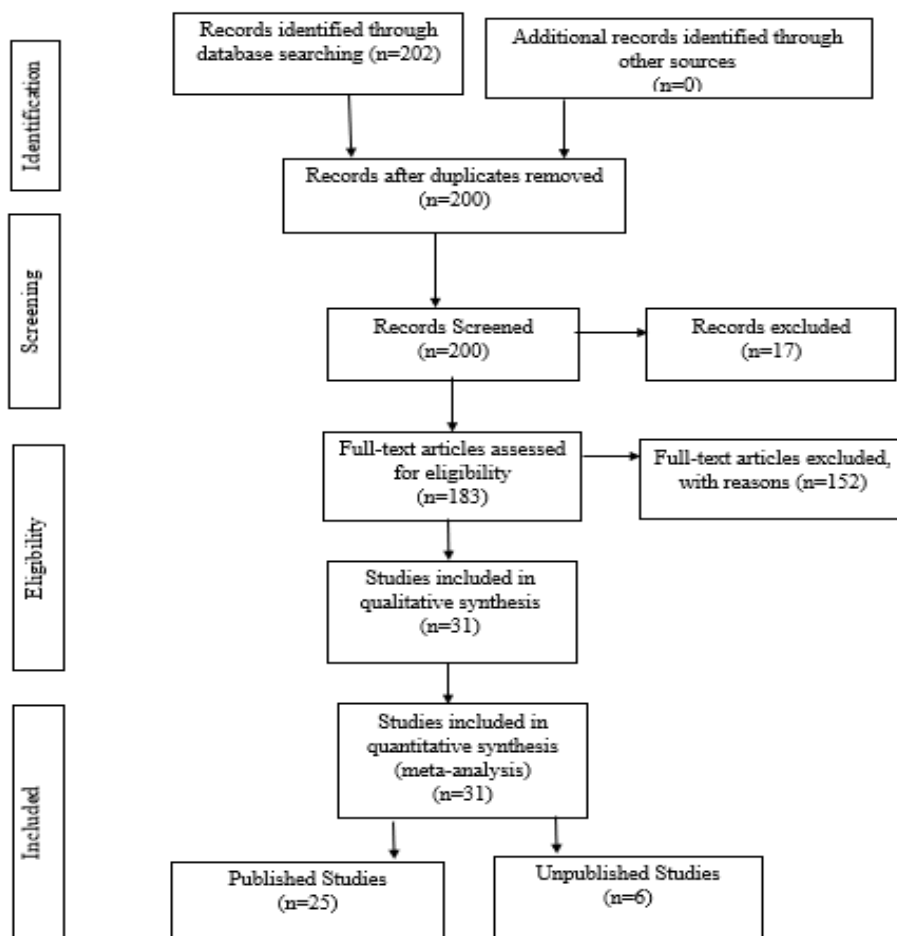 Records identified through
database searching (n=202)
Additional records identified through
other sources
(n=0)
Identification
Records after duplicates removed
(n=200)
Screening
Records Screened
(n=200)
Records excluded
(n=17)
Eligibility
Full-text articles assessed
for eligibility
(n=183)
Full-text articles excluded,
with reasons (n=152)
Studies included in
qualitative synthesis
(n=31)
Included
Studies included in
quantitative synthesis
(meta-analysis)
(n=31)
Published Studies
(n=25)
Unpublished Studies
(n=6)